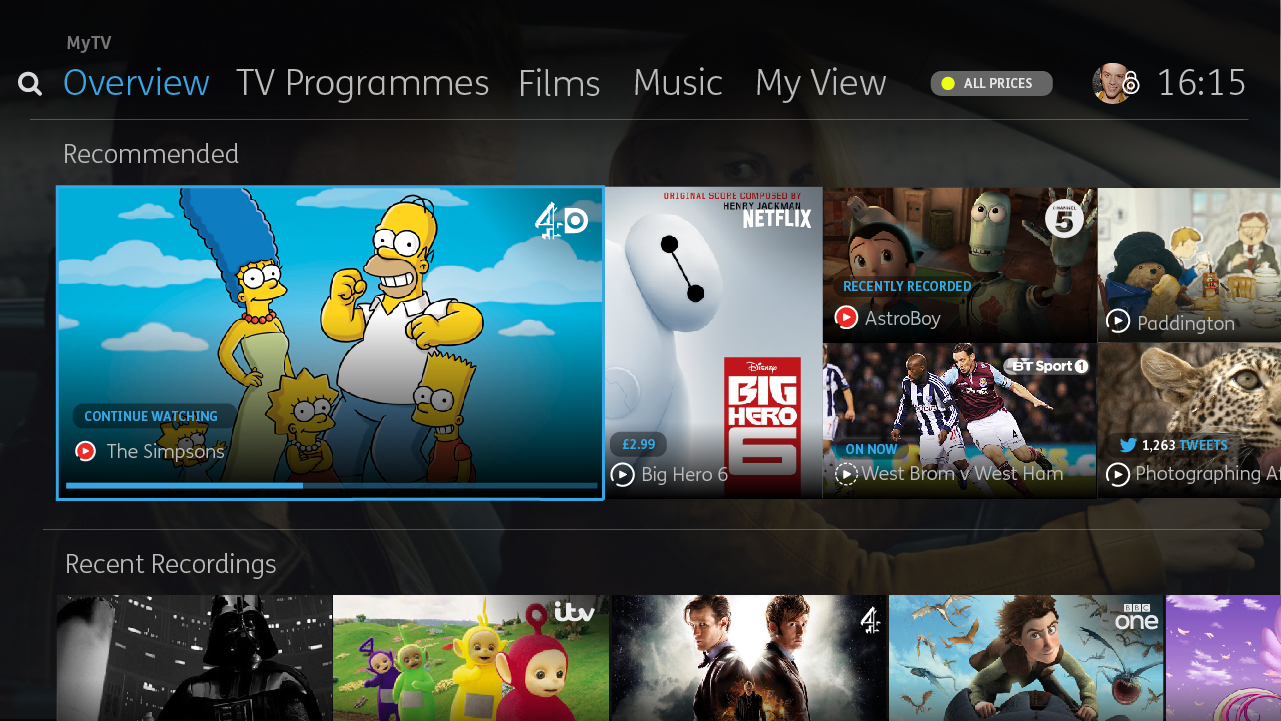 MyTV
Overview TV Programmes Films Music My View ALL PRICES 16:15
Recommended
4 D
CONTINUE WATCHING
The Simpsons
ORIGINAL SCORE COMPOSED BY
HENRY JACKMAN
NETFLIX
Disney
BIG
HERO
6
£2.99
Big Hero 6
CHANNEL
5
RECENTLY RECORDED
AstroBoy
Paddington
BT Sport 1
ON NOW
West Brom v West Ham
1,263 TWEETS
Photographing Af
Recent Recordings
itv
4
BBC
one